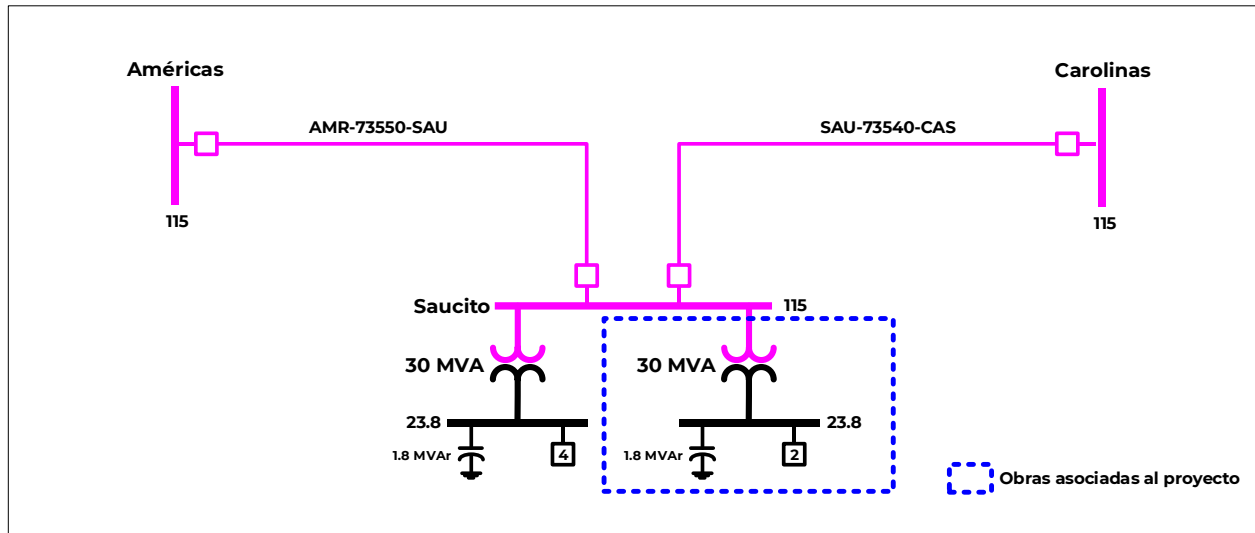 Américas
Carolinas
AMR-73550-SAU
SAU-73540-CAS
115
115
Saucito
115
30 MVA
30 MVA
23.8
23.8
1.8 MVAr
4
1.8 MVAr
2
Obras asociadas al proyecto